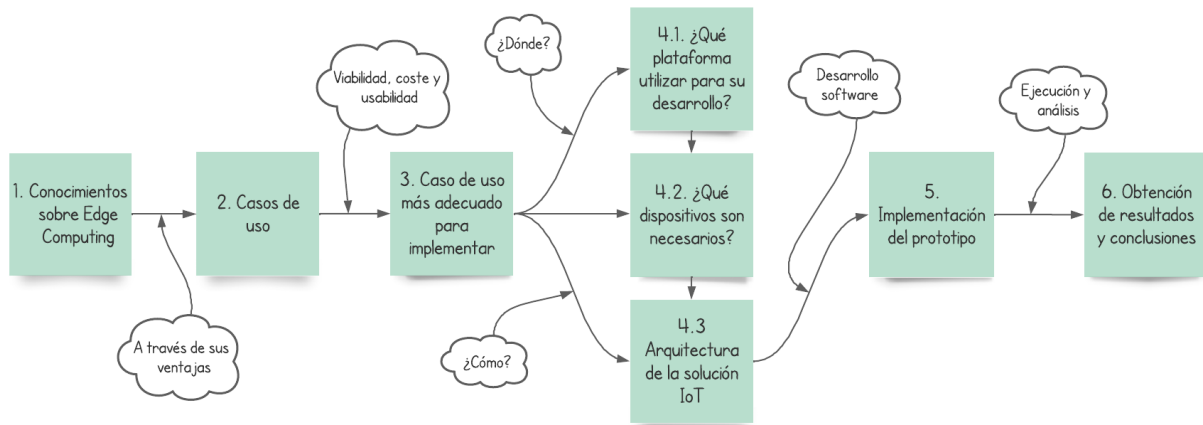 1. Conocimientos
sobre Edge
Computing
A través de sus
ventajas
2. Casos de
uso
Viabilidad, coste y
usabilidad
3. Caso de uso
más adecuado
para
implementar
¿Dónde?
¿Cómo?
4.1. ¿Qué
plataforma
utilizar para su
desarrollo?
4.2. ¿Qué
dispositivos son
necesarios?
4.3
Arquitectura
de la solución
IoT
Desarrollo
software
5.
Implementación
del prototipo
Ejecución y
análisis
6. Obtención
de resultados
y conclusiones